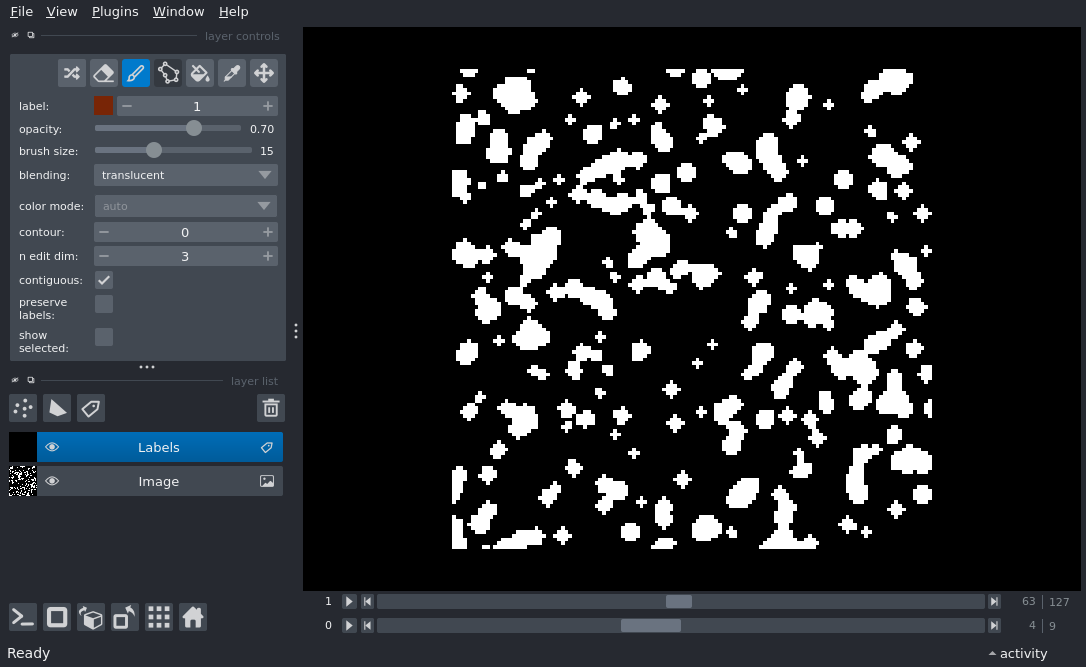 File View Plugins Window Help
layer controls
label: 1
opacity: 0.70
brush size: 15
blending: translucent
color mode: auto
contour: 0
n edit dim: 3
contiguous:
preserve
labels:
show
selected:
layer list
Labels
Image
1 63 127
0 4 9
Ready activity